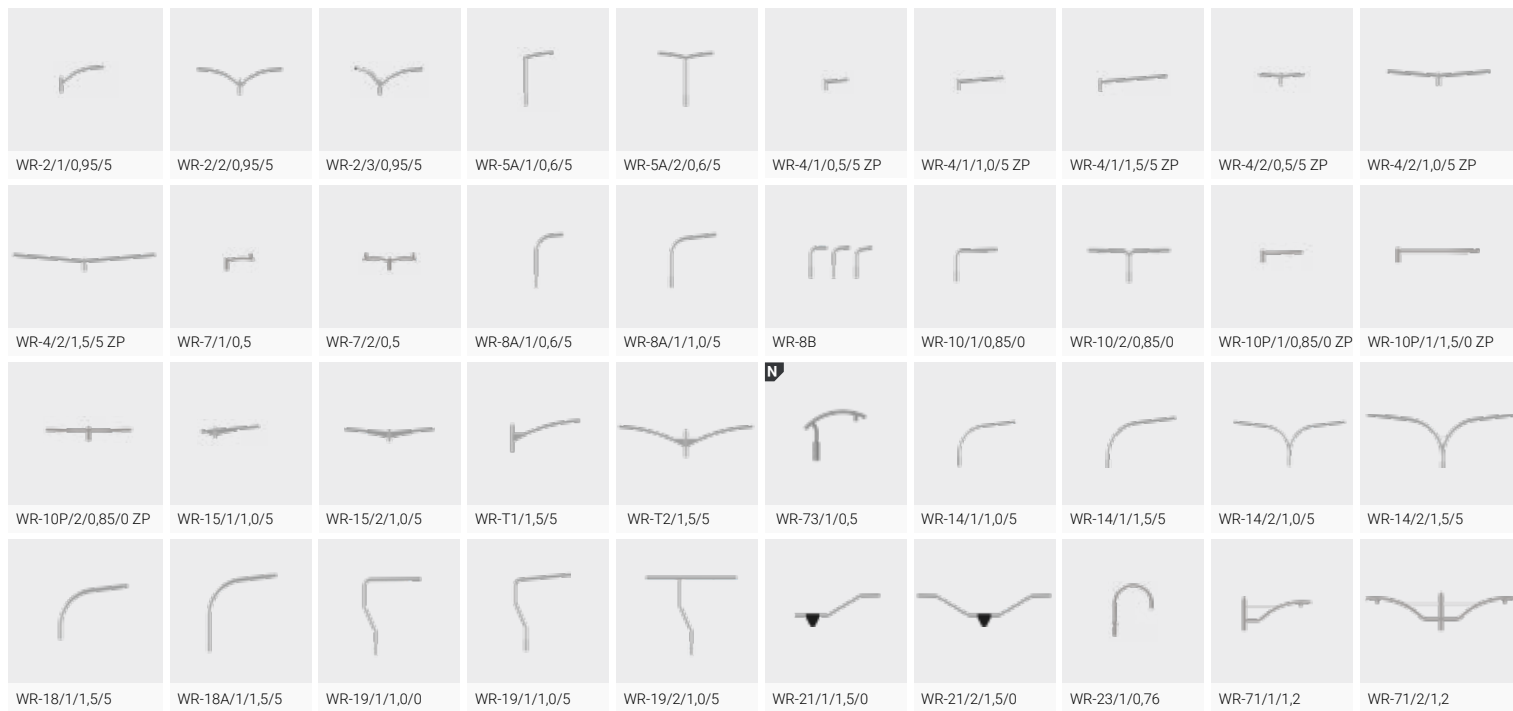 WR-2/1/0,95/5
WR-2/2/0,95/5
WR-2/3/0,95/5
WR-5A/1/0,6/5
WR-5A/2/0,6/5
WR-4/1/0,5/5 ZP
WR-4/1/1,0/5 ZP
WR-4/1/1,5/5 ZP
WR-4/2/0,5/5 ZP
WR-4/2/1,0/5 ZP
WR-4/2/1,5/5 ZP
WR-7/1/0,5
WR-7/2/0,5
WR-8A/1/0,6/5
WR-8A/1/1,0/5
WR-8B
WR-10/1/0,85/0
WR-10/2/0,85/0
WR-10P/1/0,85/0 ZP
WR-10P/1/1,5/0 ZP
N
WR-10P/2/0,85/0 ZP
WR-15/1/1,0/5
WR-15/2/1,0/5
WR-T1/1,5/5
WR-T2/1,5/5
WR-73/1/0,5
WR-14/1/1,0/5
WR-14/1/1,5/5
WR-14/2/1,0/5
WR-14/2/1,5/5
WR-18/1/1,5/5
WR-18A/1/1,5/5
WR-19/1/1,0/0
WR-19/1/1,0/5
WR-19/2/1,0/5
WR-21/1/1,5/0
WR-21/2/1,5/0
WR-23/1/0,76
WR-71/1/1,2
WR-71/2/1,2